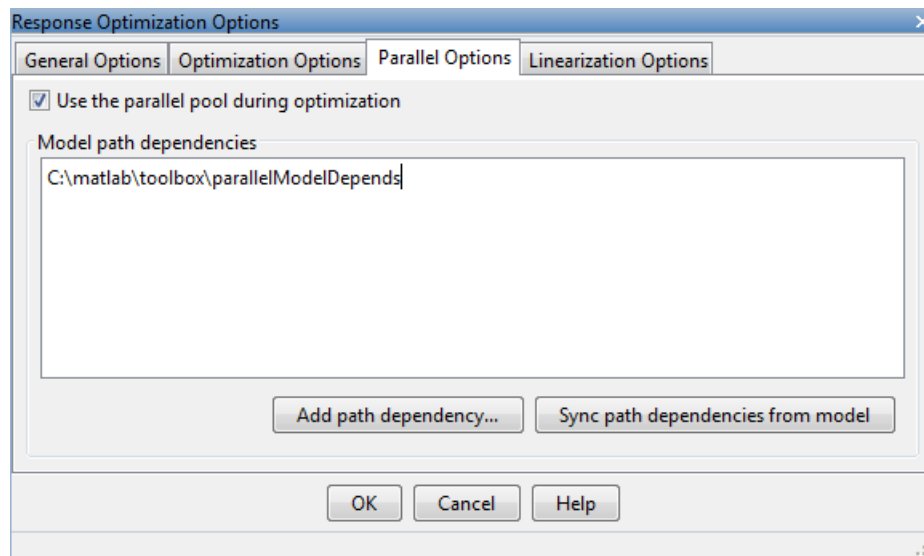 Response Optimization Options
General Options Optimization Options Parallel Options Linearization Options
Use the parallel pool during optimization
Model path dependencies
C:\matlab\toolbox\parallelModelDepends
Add path dependency... Sync path dependencies from model
OK Cancel Help